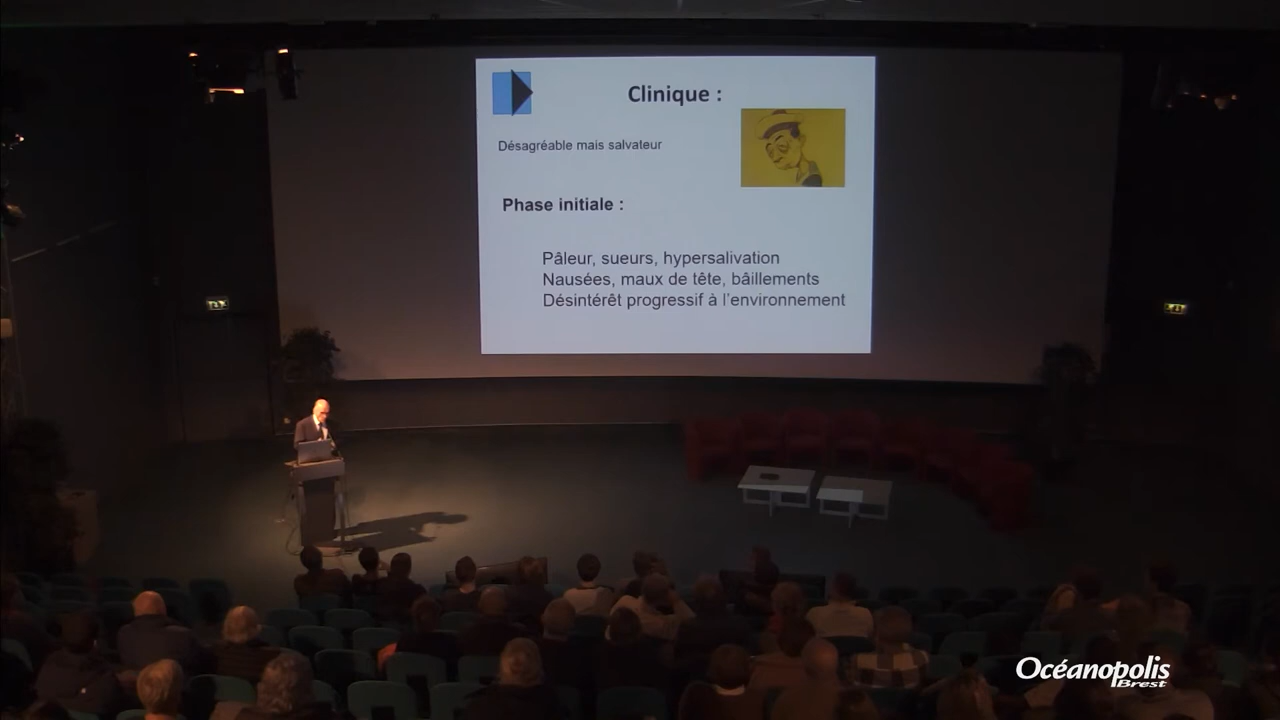 Clinique :
Désagréable mais salvateur
Phase initiale :
Pâleur, sueurs, hypersalivation
Nausées, maux de tête, bâillements
Désintérêt progressif à l'environnement
Océanopolis
Brest